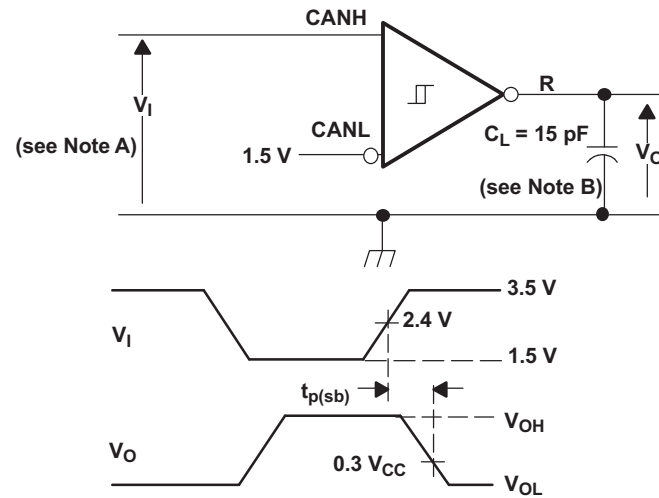 CANH
R
V_I
(see Note A)
CANL
1.5 V
C_L = 15 pF
(see Note B)
V_O
3.5 V
2.4 V
V_I
1.5 V
t_p(sb)
V_OH
V_O
0.3 V_CC
V_OL